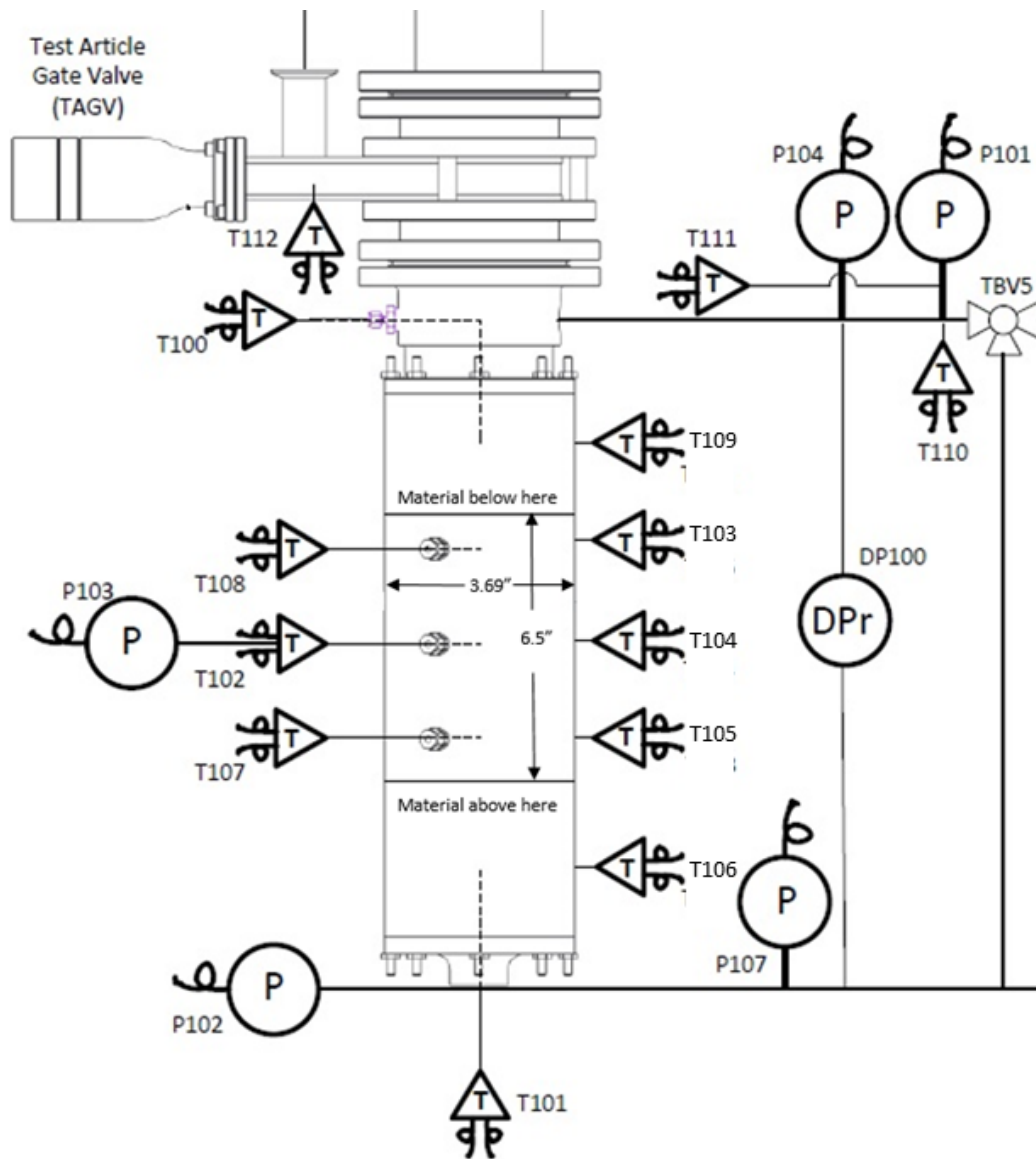 Test Article
Gate Valve
(TAGV)
P104
P101
P
P
T112
T
T111
T
TBV5
T100
T
T
T110
T109
T
Material below here
T103
T
T108
T
DP100
3.69"
P103
P
T
T102
6.5"
T
T104
DPr
T107
T
T
T105
Material above here
T
T106
P
P107
P102
P
T
T101